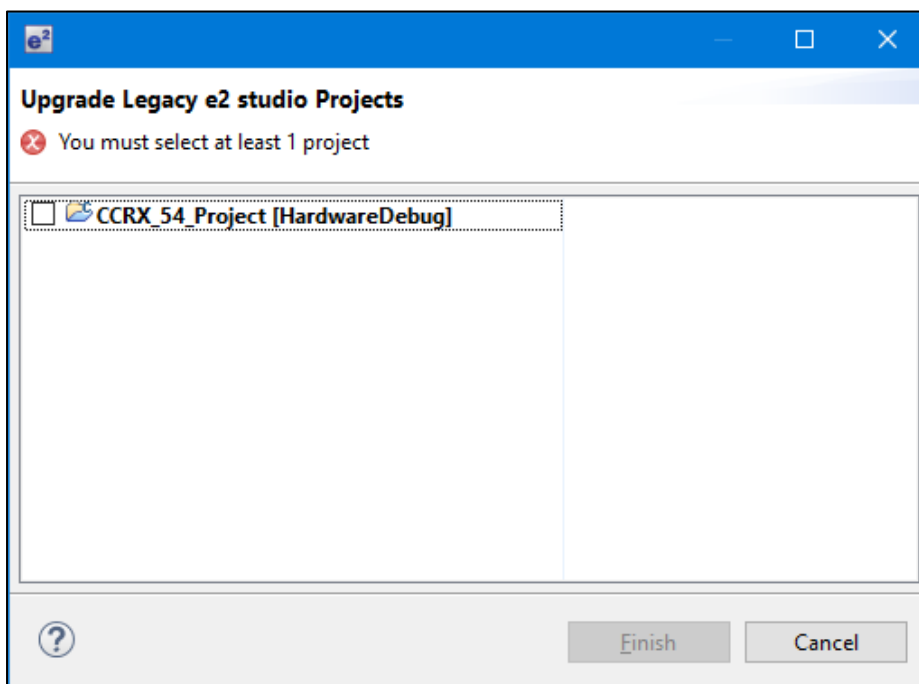 e²
Upgrade Legacy e2 studio Projects
You must select at least 1 project
CCRX_54_Project [HardwareDebug]
?
Finish
Cancel